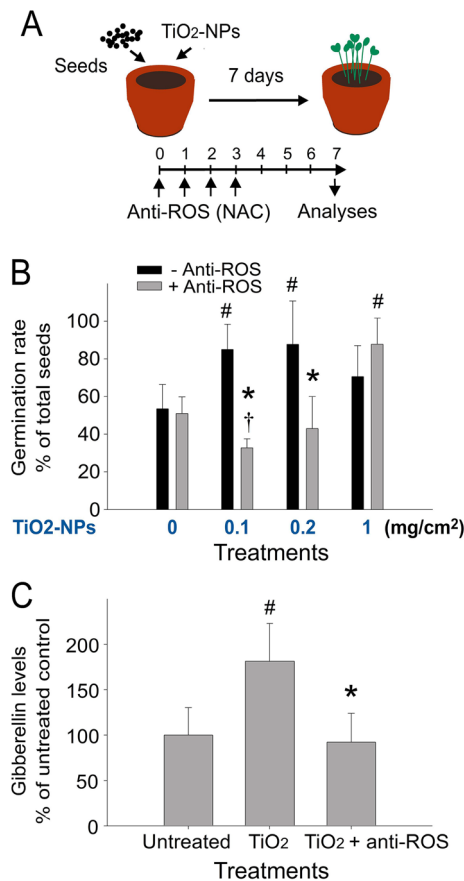 A
TiO2-NPs
Seeds
7 days
0 1 2 3 4 5 6 7
Anti-ROS (NAC) Analyses
B
- Anti-ROS
+ Anti-ROS
Germination rate
% of total seeds
100
80
60
40
20
0
# # #
* *
†
TiO2-NPs 0 0.1 0.2 1 (mg/cm2)
Treatments
C
Gibberellin levels
% of untreated control
200
150
100
50
0
#
*
Untreated TiO2 TiO2 + anti-ROS
Treatments